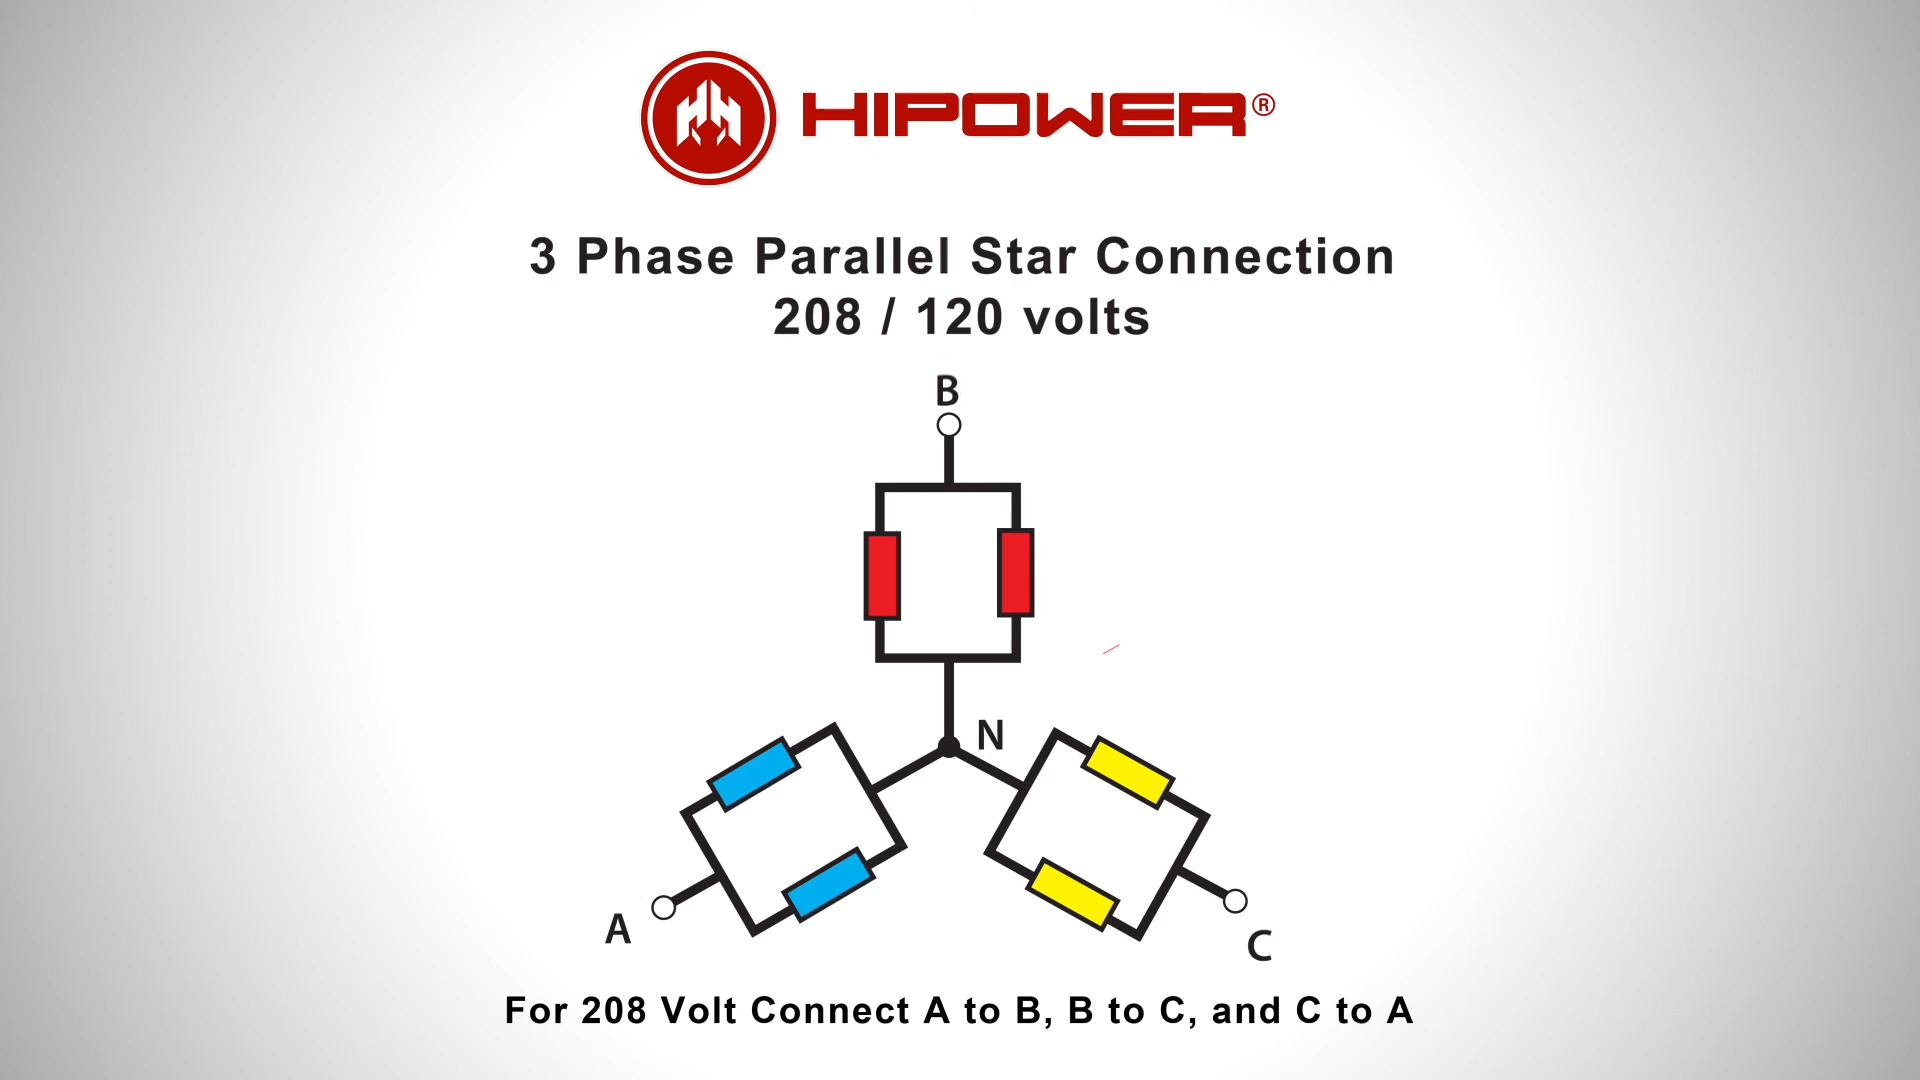 HIPOWER®
3 Phase Parallel Star Connection
208 / 120 volts
B
N
A
C
For 208 Volt Connect A to B, B to C, and C to A